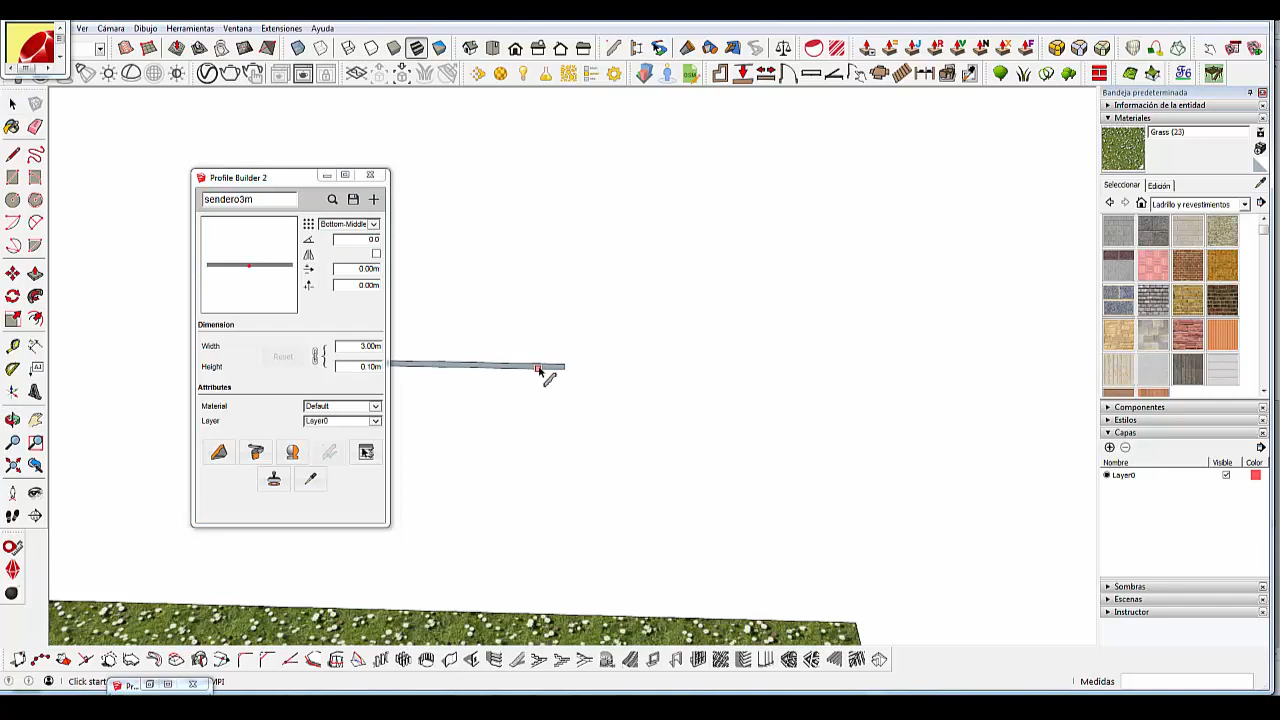 Ver Cámara Dibujo Herramientas Ventana Extensiones Ayuda
Bandeja predeterminada
Información de la entidad
Materiales
Grass (23)
Seleccionar Edición
Ladrillo y revestimientos
Profile Builder 2
sendero3m
Bottom-Middle
0.0
0.00m
0.00m
Dimension
Width 3.00m
Reset
Height 0.10m
Attributes
Material Default
Layer Layer0
Componentes
Estilos
Capas
Nombre Visible Color
Layer0
Sombras
Escenas
Instructor
Click start
Pr...
MPI
Medidas